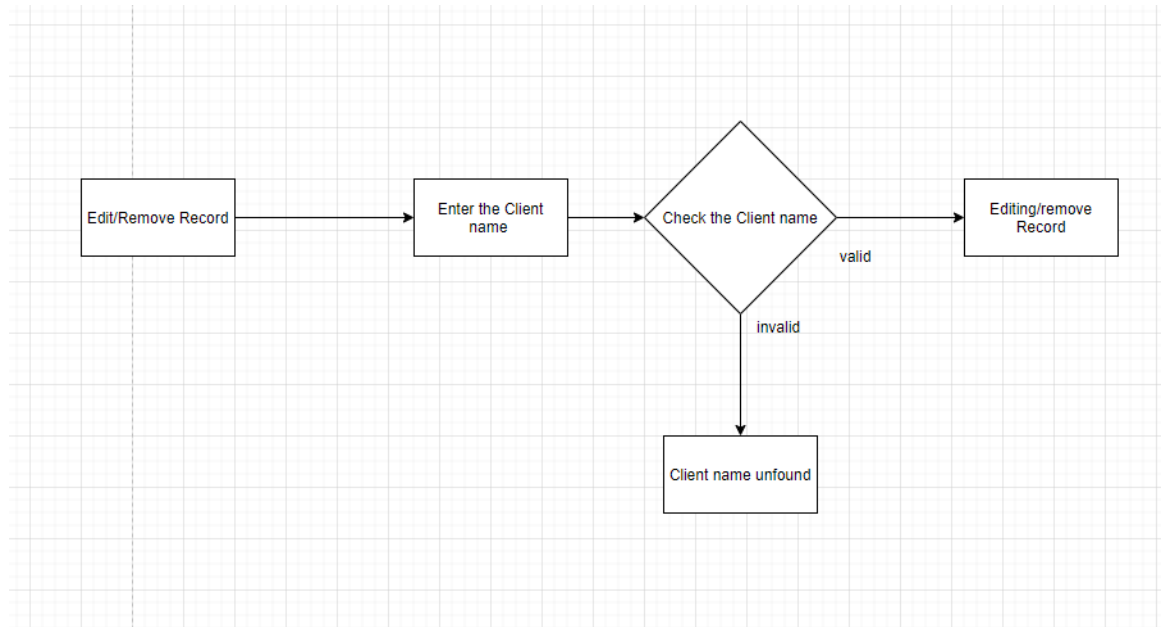 Edit/Remove Record
Enter the Client
name
Check the Client name
Editing/remove
Record
valid
invalid
Client name unfound